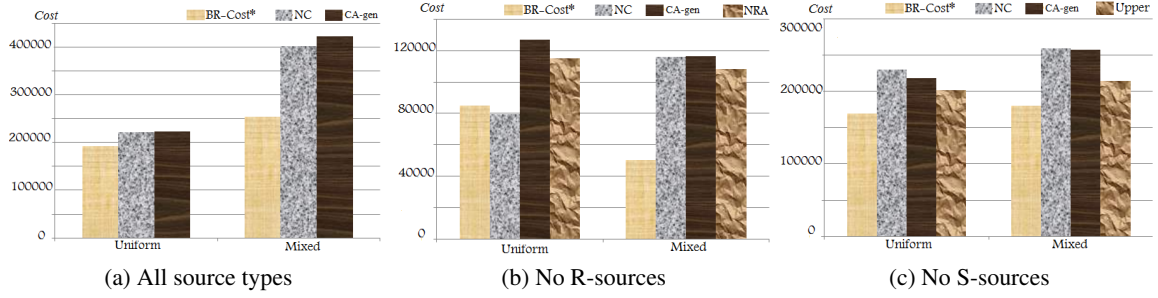 Cost
BR-Cost* NC CA-gen
400000
300000
200000
100000
0
Uniform Mixed
(a) All source types
Cost
BR-Cost* NC CA-gen NRA
120000
80000
40000
0
Uniform Mixed
(b) No R-sources
Cost
BR-Cost* NC CA-gen Upper
300000
200000
100000
0
Uniform Mixed
(c) No S-sources